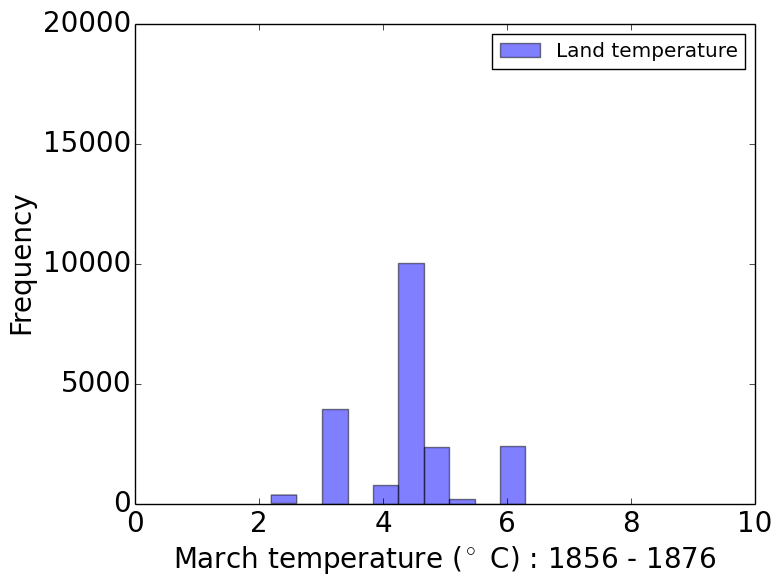 20000
Land temperature
15000
10000
5000
0
Frequency
0 2 4 6 8 10
March temperature (° C) : 1856 - 1876